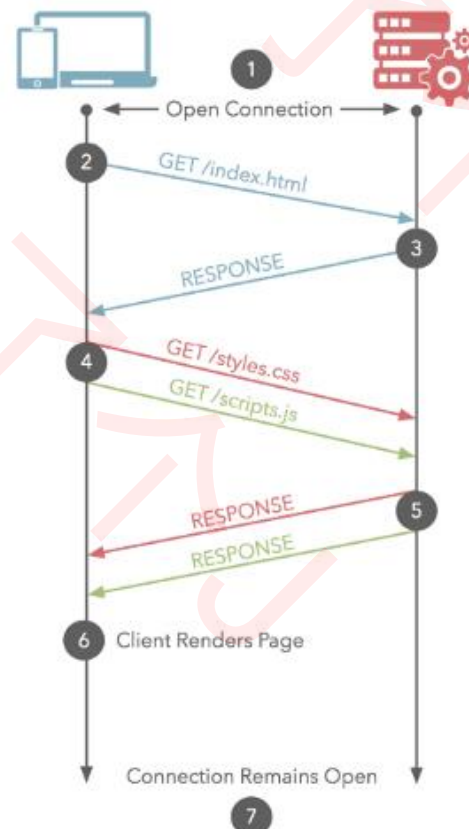 1
Open Connection
2
GET /index.html
3
RESPONSE
4
GET /styles.css
GET /scripts.js
5
RESPONSE
RESPONSE
6 Client Renders Page
Connection Remains Open
7